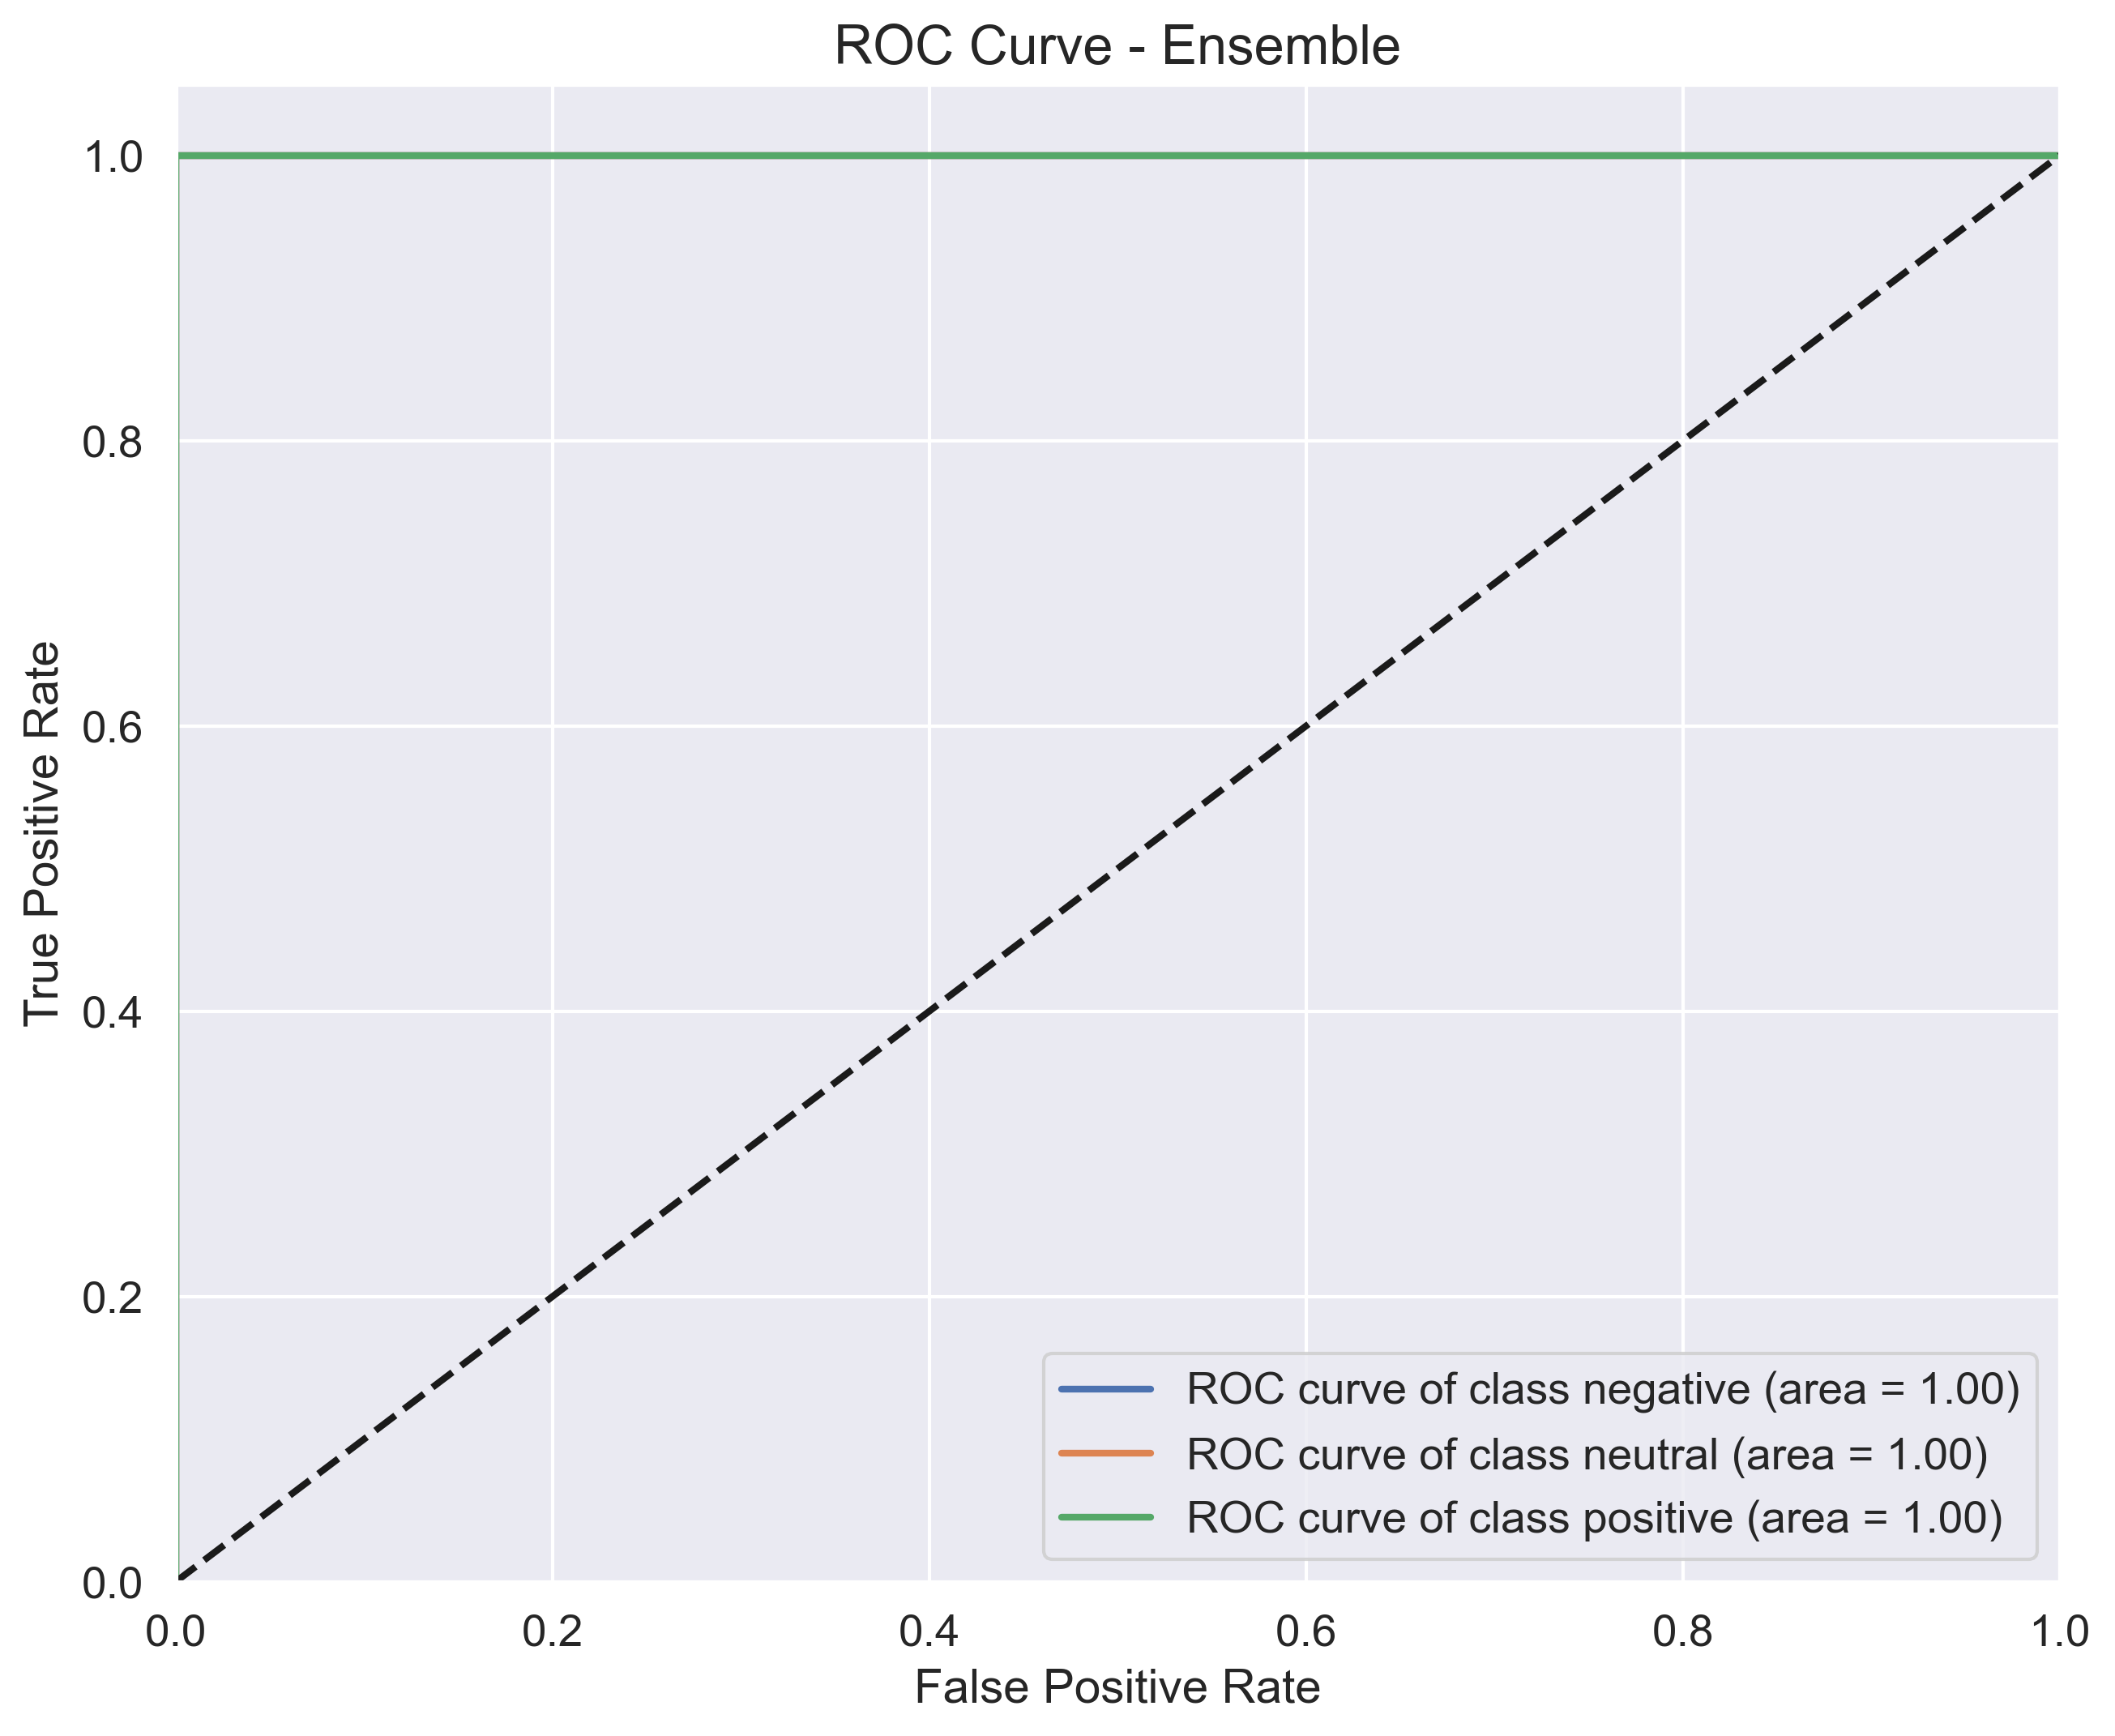 ROC Curve - Ensemble
1.0
0.8
0.6
0.4
0.2
0.0
True Positive Rate
ROC curve of class negative (area = 1.00)
ROC curve of class neutral (area = 1.00)
ROC curve of class positive (area = 1.00)
0.0 0.2 0.4 0.6 0.8 1.0
False Positive Rate